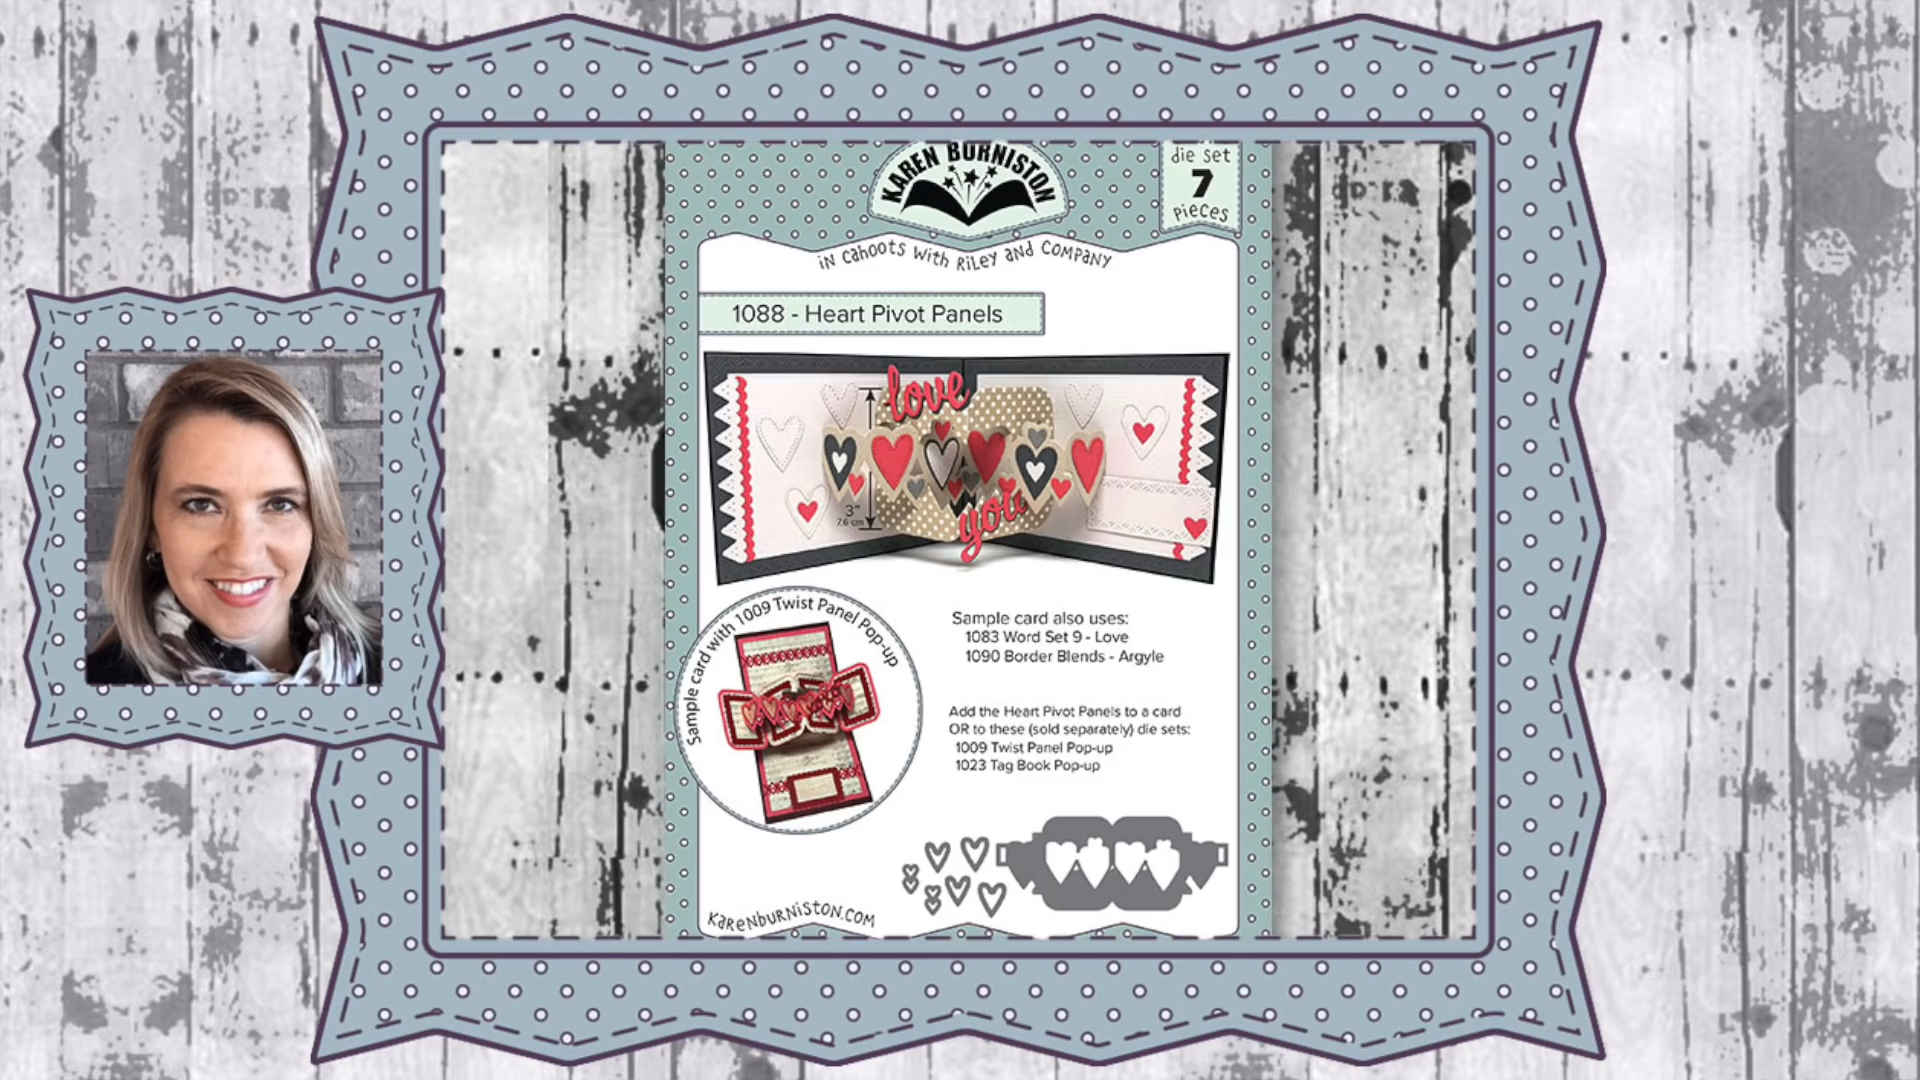 KAREN BURNISTON
die set
7
pieces
in cahoots with Riley and Company
1088 - Heart Pivot Panels
love
you
3"
7.6 cm
Sample card with 1009 Twist Panel Pop-up
Sample card also uses:
1083 Word Set 9 - Love
1090 Border Blends - Argyle
Add the Heart Pivot Panels to a card
OR to these (sold separately) die sets:
1009 Twist Panel Pop-up
1023 Tag Book Pop-up
KarenBurniston.com